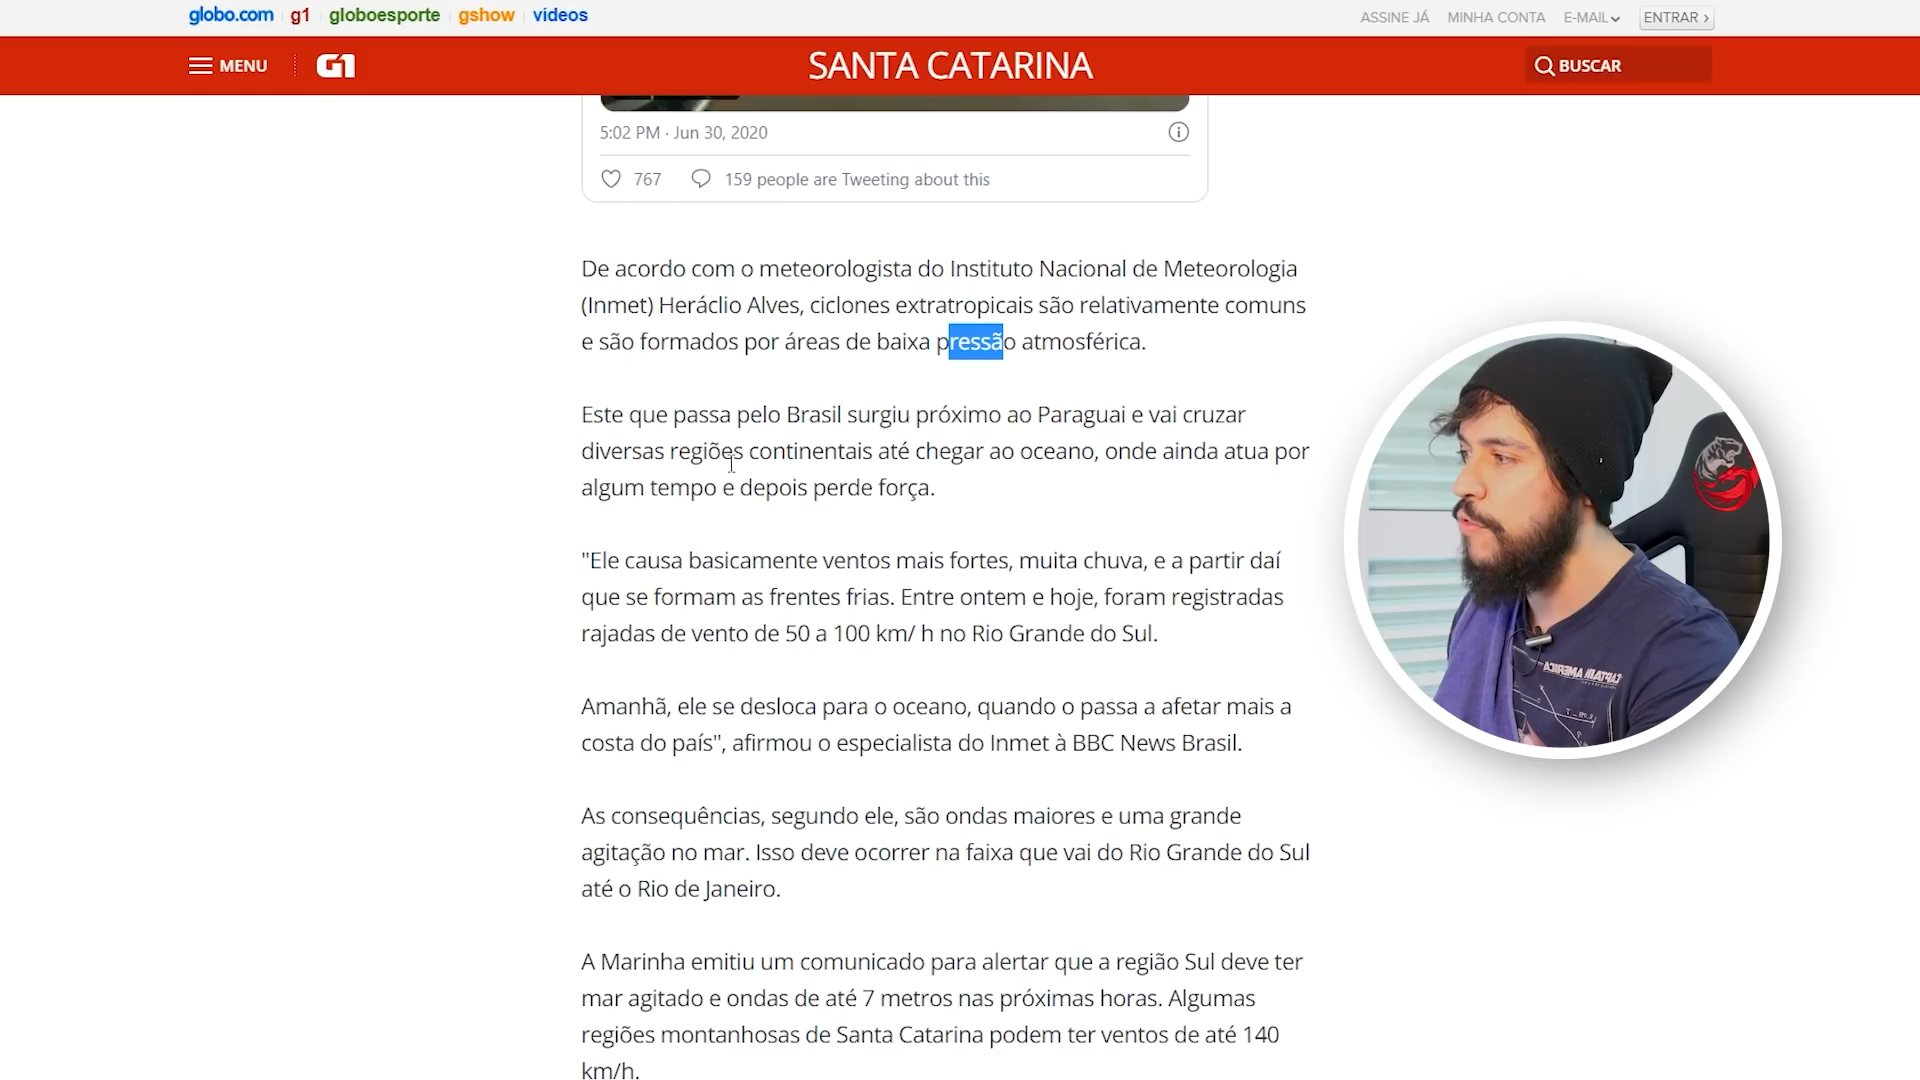 globo.com g1 globoesporte gshow vídeos ASSINE JÁ MINHA CONTA E-MAIL ENTRAR ›
MENU G1 SANTA CATARINA BUSCAR
5:02 PM · Jun 30, 2020
767 159 people are Tweeting about this
De acordo com o meteorologista do Instituto Nacional de Meteorologia
(Inmet) Heráclio Alves, ciclones extratropicais são relativamente comuns
e são formados por áreas de baixa pressão atmosférica.
Este que passa pelo Brasil surgiu próximo ao Paraguai e vai cruzar
diversas regiões continentais até chegar ao oceano, onde ainda atua por
algum tempo e depois perde força.
"Ele causa basicamente ventos mais fortes, muita chuva, e a partir daí
que se formam as frentes frias. Entre ontem e hoje, foram registradas
rajadas de vento de 50 a 100 km/ h no Rio Grande do Sul.
Amanhã, ele se desloca para o oceano, quando o passa a afetar mais a
costa do país", afirmou o especialista do Inmet à BBC News Brasil.
As consequências, segundo ele, são ondas maiores e uma grande
agitação no mar. Isso deve ocorrer na faixa que vai do Rio Grande do Sul
até o Rio de Janeiro.
A Marinha emitiu um comunicado para alertar que a região Sul deve ter
mar agitado e ondas de até 7 metros nas próximas horas. Algumas
regiões montanhosas de Santa Catarina podem ter ventos de até 140
km/h.
CAPTAIN AMERICA